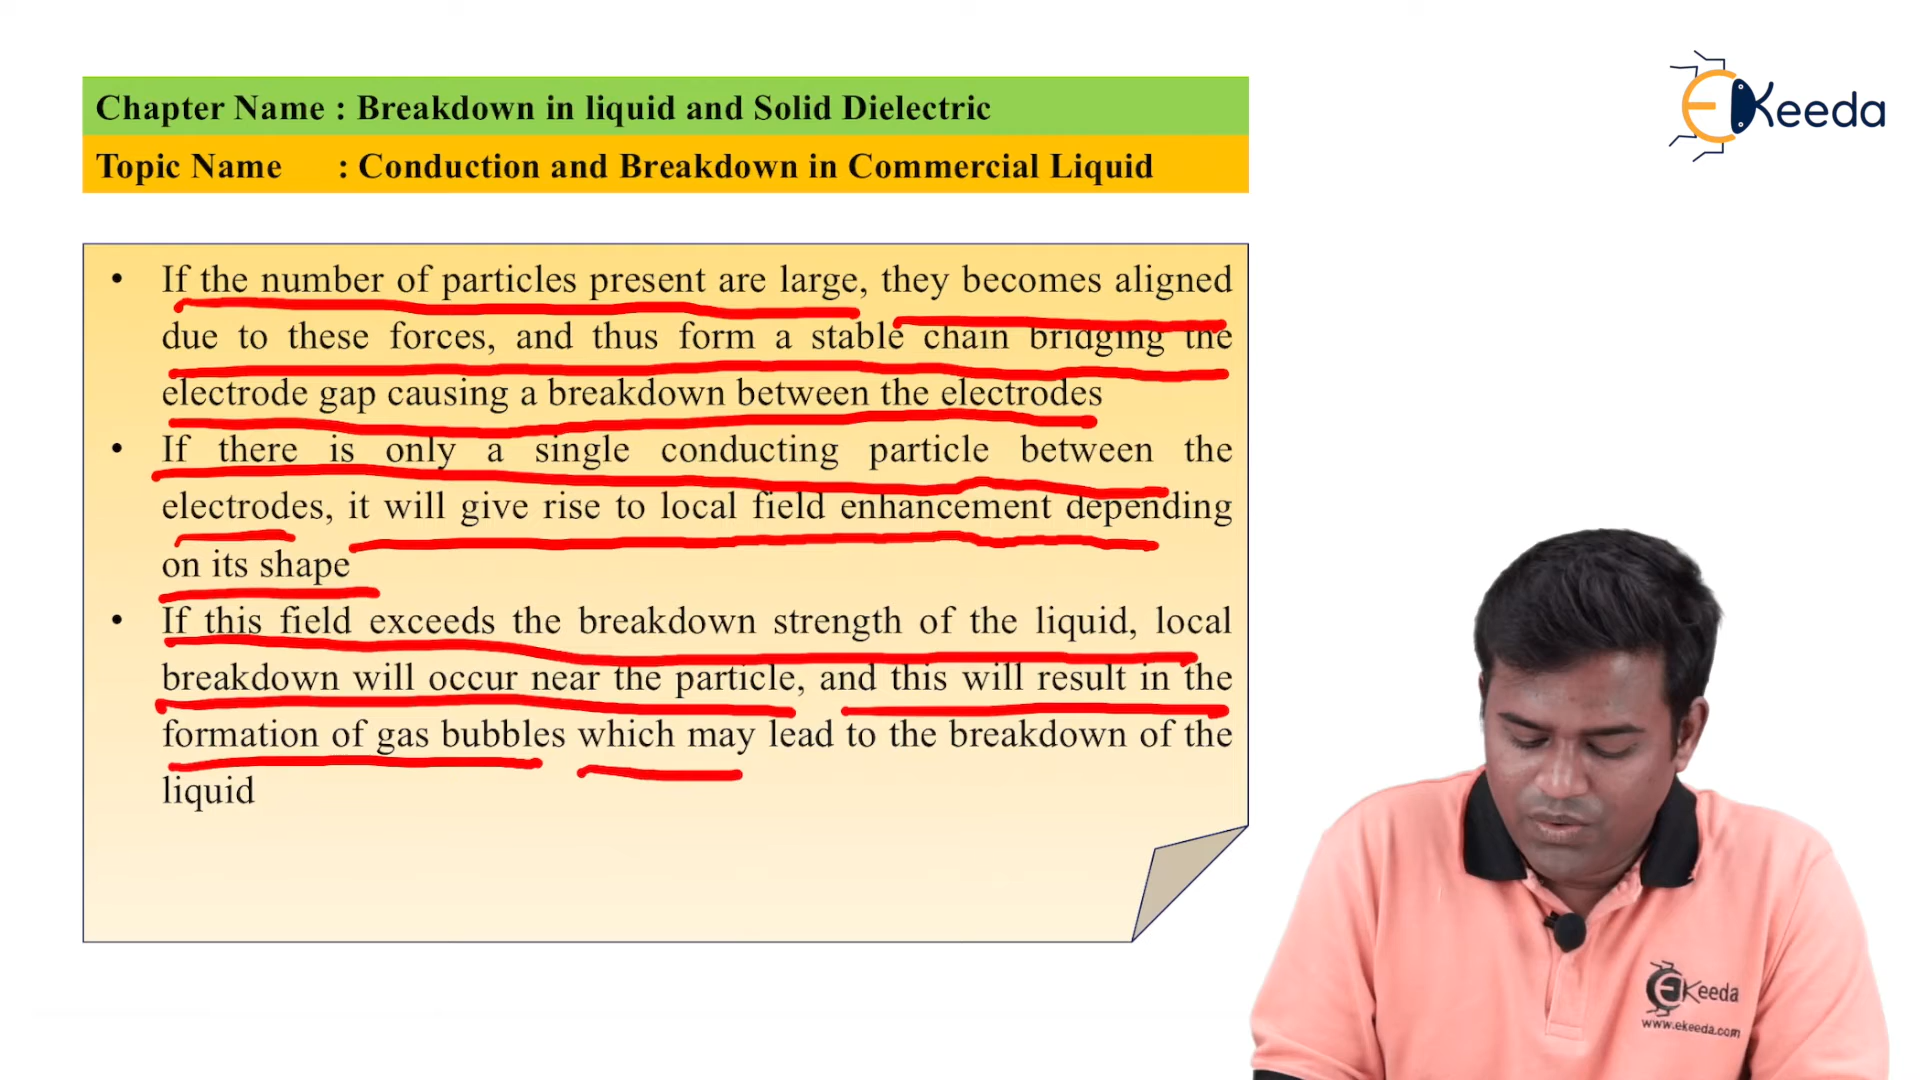 Chapter Name : Breakdown in liquid and Solid Dielectric
Topic Name : Conduction and Breakdown in Commercial Liquid
EKeeda
• If the number of particles present are large, they becomes aligned
due to these forces, and thus form a stable chain bridging the
electrode gap causing a breakdown between the electrodes
• If there is only a single conducting particle between the
electrodes, it will give rise to local field enhancement depending
on its shape
• If this field exceeds the breakdown strength of the liquid, local
breakdown will occur near the particle, and this will result in the
formation of gas bubbles which may lead to the breakdown of the
liquid
EKeeda
www.ekeeda.com